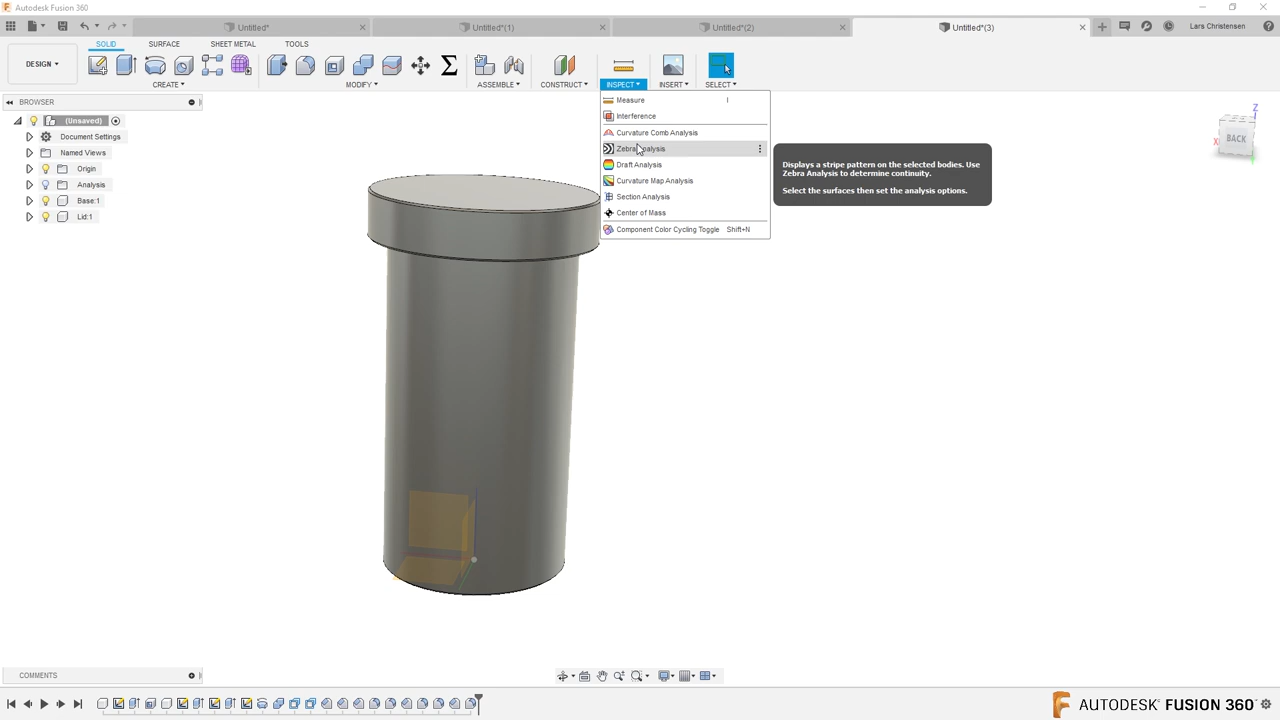 Autodesk Fusion 360
Untitled*
Untitled*(1)
Untitled*(2)
Untitled*(3)
Lars Christensen
SOLID
SURFACE
SHEET METAL
TOOLS
DESIGN
CREATE
MODIFY
ASSEMBLE
CONSTRUCT
INSPECT
INSERT
SELECT
BROWSER
(Unsaved)
Document Settings
Named Views
Origin
Analysis
Base:1
Lid:1
Measure I
Interference
Curvature Comb Analysis
Zebra Analysis
Draft Analysis
Curvature Map Analysis
Section Analysis
Center of Mass
Component Color Cycling Toggle Shift+N
Displays a stripe pattern on the selected bodies. Use
Zebra Analysis to determine continuity.
Select the surfaces then set the analysis options.
Z
X
BACK
COMMENTS
AUTODESK FUSION 360